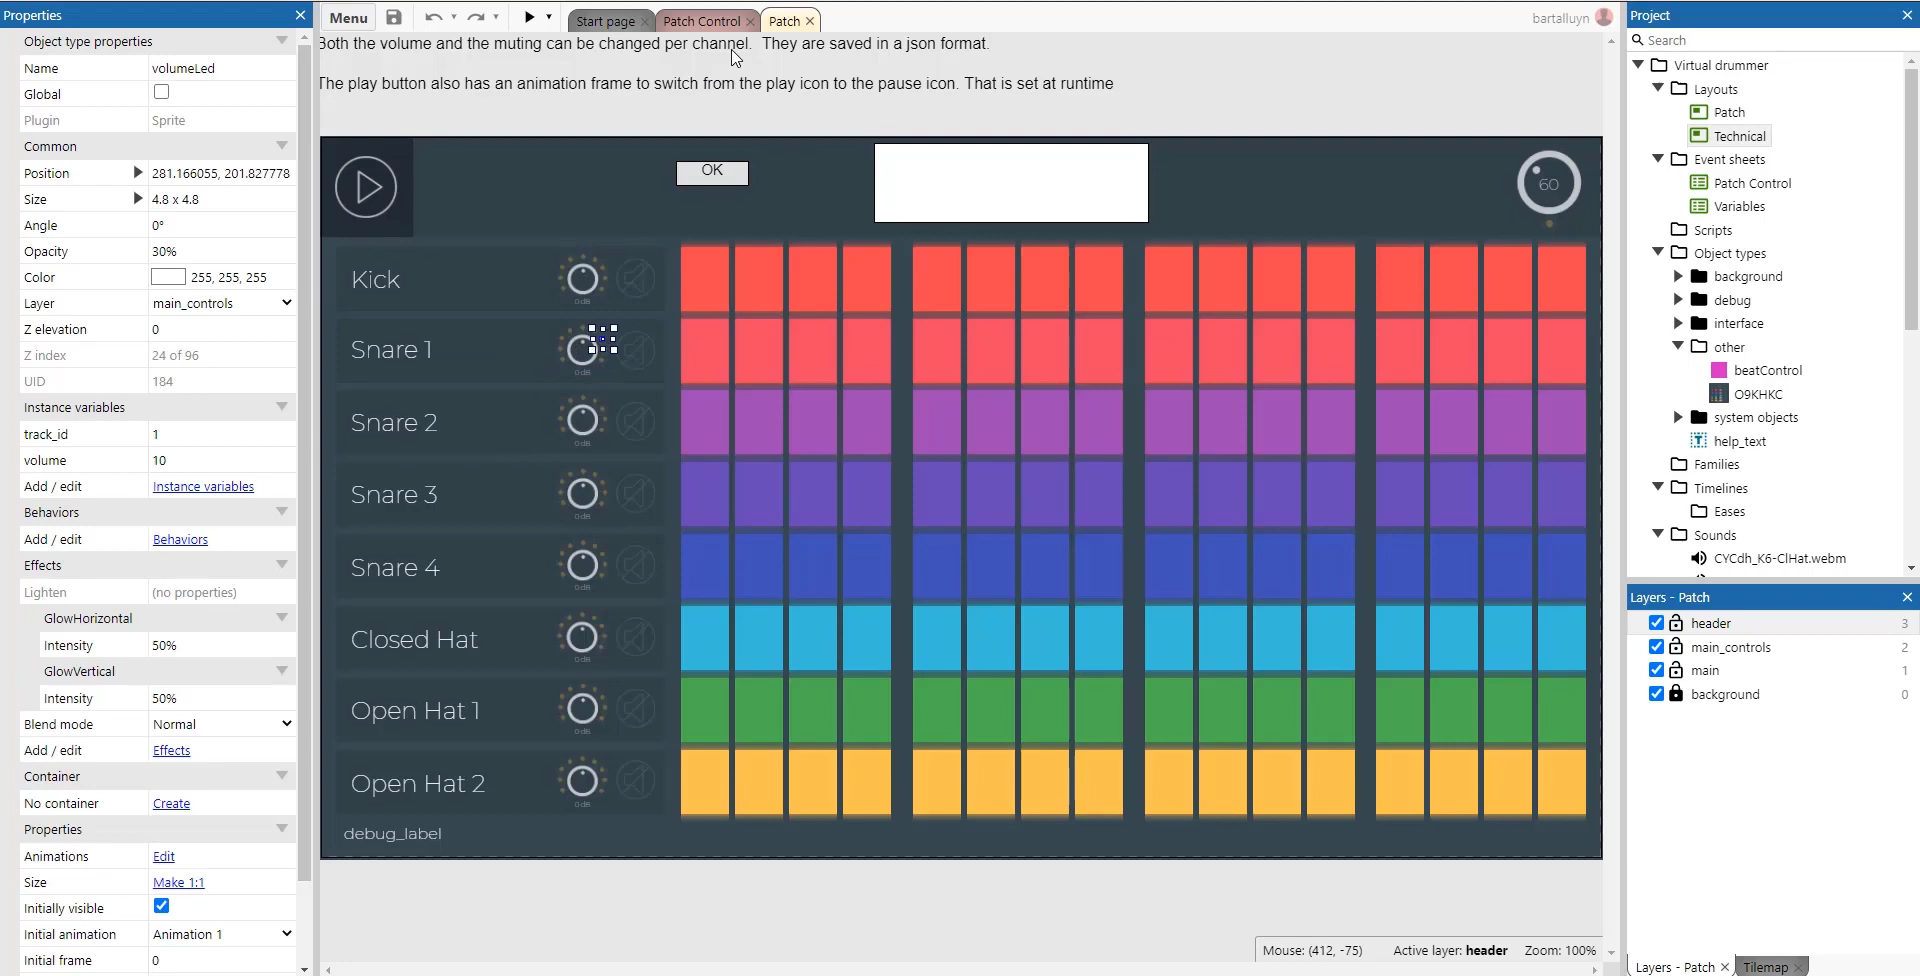 Properties
Object type properties
Name volumeLed
Global
Plugin Sprite
Common
Position 281.166055, 201.827778
Size 4.8 x 4.8
Angle 0°
Opacity 30%
Color 255, 255, 255
Layer main_controls
Z elevation 0
Z index 24 of 96
UID 184
Instance variables
track_id 1
volume 10
Add / edit Instance variables
Behaviors
Add / edit Behaviors
Effects
Lighten (no properties)
GlowHorizontal
Intensity 50%
GlowVertical
Intensity 50%
Blend mode Normal
Add / edit Effects
Container
No container Create
Properties
Animations Edit
Size Make 1:1
Initially visible
Initial animation Animation 1
Initial frame 0
Menu
Start page
Patch Control
Patch
bartalluyn
Both the volume and the muting can be changed per channel. They are saved in a json format.
The play button also has an animation frame to switch from the play icon to the pause icon. That is set at runtime
OK
60
Kick
0dB
Snare 1
0dB
Snare 2
0dB
Snare 3
0dB
Snare 4
0dB
Closed Hat
0dB
Open Hat 1
0dB
Open Hat 2
0dB
debug_label
Mouse: (412, -75) Active layer: header Zoom: 100%
Project
Search
Virtual drummer
Layouts
Patch
Technical
Event sheets
Patch Control
Variables
Scripts
Object types
background
debug
interface
other
beatControl
O9KHKC
system objects
help_text
Families
Timelines
Eases
Sounds
CYCdh_K6-ClHat.webm
Layers - Patch
header 3
main_controls 2
main 1
background 0
Layers - Patch
Tilemap